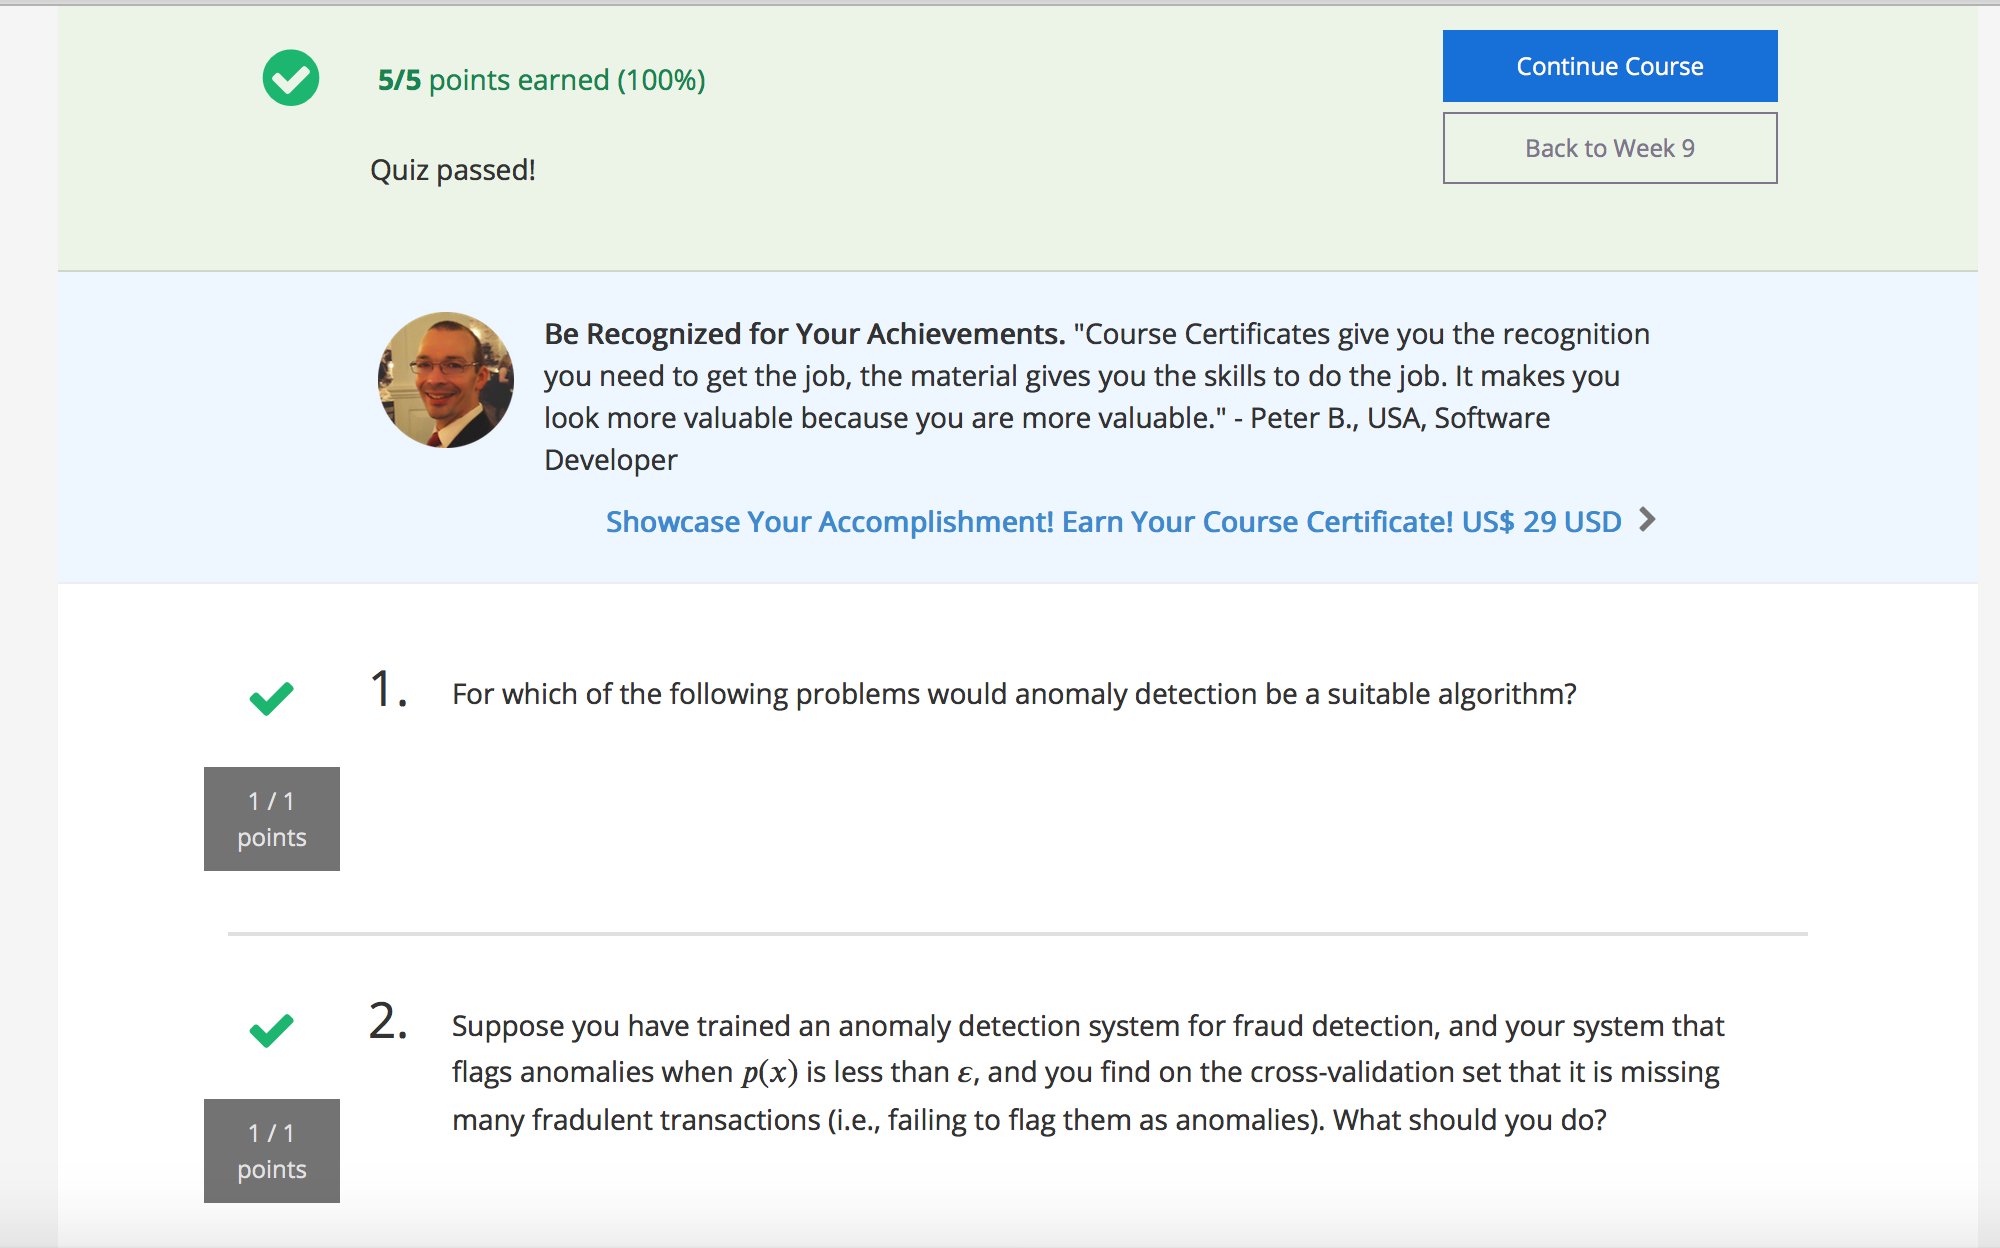 5/5 points earned (100%)
Continue Course
Back to Week 9
Quiz passed!
Be Recognized for Your Achievements. "Course Certificates give you the recognition
you need to get the job, the material gives you the skills to do the job. It makes you
look more valuable because you are more valuable." - Peter B., USA, Software
Developer
Showcase Your Accomplishment! Earn Your Course Certificate! US$ 29 USD
1. For which of the following problems would anomaly detection be a suitable algorithm?
1 / 1
points
2. Suppose you have trained an anomaly detection system for fraud detection, and your system that
flags anomalies when p(x) is less than ε, and you find on the cross-validation set that it is missing
many fradulent transactions (i.e., failing to flag them as anomalies). What should you do?
1 / 1
points